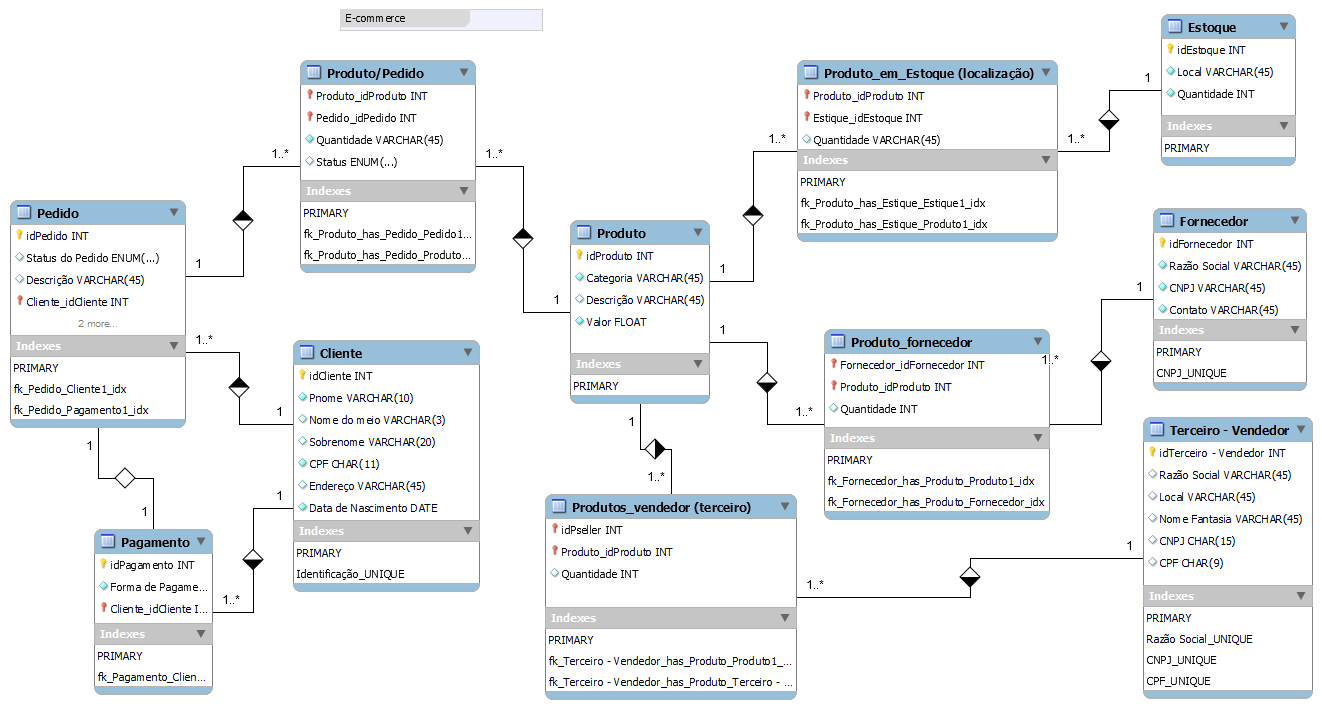 E-commerce
Produto/Pedido
Produto_idProduto INT
Pedido_idPedido INT
Quantidade VARCHAR(45)
Status ENUM(...)
Indexes
PRIMARY
fk_Produto_has_Pedido_Pedido1...
fk_Produto_has_Pedido_Produto...
1..*
1..*
Produto_em_Estoque (localização)
Produto_idProduto INT
Estique_idEstoque INT
Quantidade VARCHAR(45)
Indexes
PRIMARY
fk_Produto_has_Estique_Estique1_idx
fk_Produto_has_Estique_Produto1_idx
1..*
1..*
1
Estoque
idEstoque INT
Local VARCHAR(45)
Quantidade INT
Indexes
PRIMARY
Pedido
idPedido INT
Status do Pedido ENUM(...)
Descrição VARCHAR(45)
Cliente_idCliente INT
2 more...
Indexes
PRIMARY
fk_Pedido_Cliente1_idx
fk_Pedido_Pagamento1_idx
1
1..*
1
Produto
idProduto INT
Categoria VARCHAR(45)
Descrição VARCHAR(45)
Valor FLOAT
Indexes
PRIMARY
1
1
1
1
Fornecedor
idFornecedor INT
Razão Social VARCHAR(45)
CNPJ VARCHAR(45)
Contato VARCHAR(45)
Indexes
PRIMARY
CNPJ_UNIQUE
1
Cliente
idCliente INT
Pnome VARCHAR(10)
Nome do meio VARCHAR(3)
Sobrenome VARCHAR(20)
CPF CHAR(11)
Endereço VARCHAR(45)
Data de Nascimento DATE
Indexes
PRIMARY
Identificação_UNIQUE
1
1
Produto_fornecedor
Fornecedor_idFornecedor INT
Produto_idProduto INT
Quantidade INT
Indexes
PRIMARY
fk_Fornecedor_has_Produto_Produto1_idx
fk_Fornecedor_has_Produto_Fornecedor_idx
1..*
1..*
Terceiro - Vendedor
idTerceiro - Vendedor INT
Razão Social VARCHAR(45)
Local VARCHAR(45)
Nome Fantasia VARCHAR(45)
CNPJ CHAR(15)
CPF CHAR(9)
Indexes
PRIMARY
Razão Social_UNIQUE
CNPJ_UNIQUE
CPF_UNIQUE
1
Produtos_vendedor (terceiro)
idPseller INT
Produto_idProduto INT
Quantidade INT
Indexes
PRIMARY
fk_Terceiro - Vendedor_has_Produto_Produto1_...
fk_Terceiro - Vendedor_has_Produto_Terceiro - ...
1..*
1..*
Pagamento
idPagamento INT
Forma de Pagame...
Cliente_idCliente I...
Indexes
PRIMARY
fk_Pagamento_Clien...
1
1..*